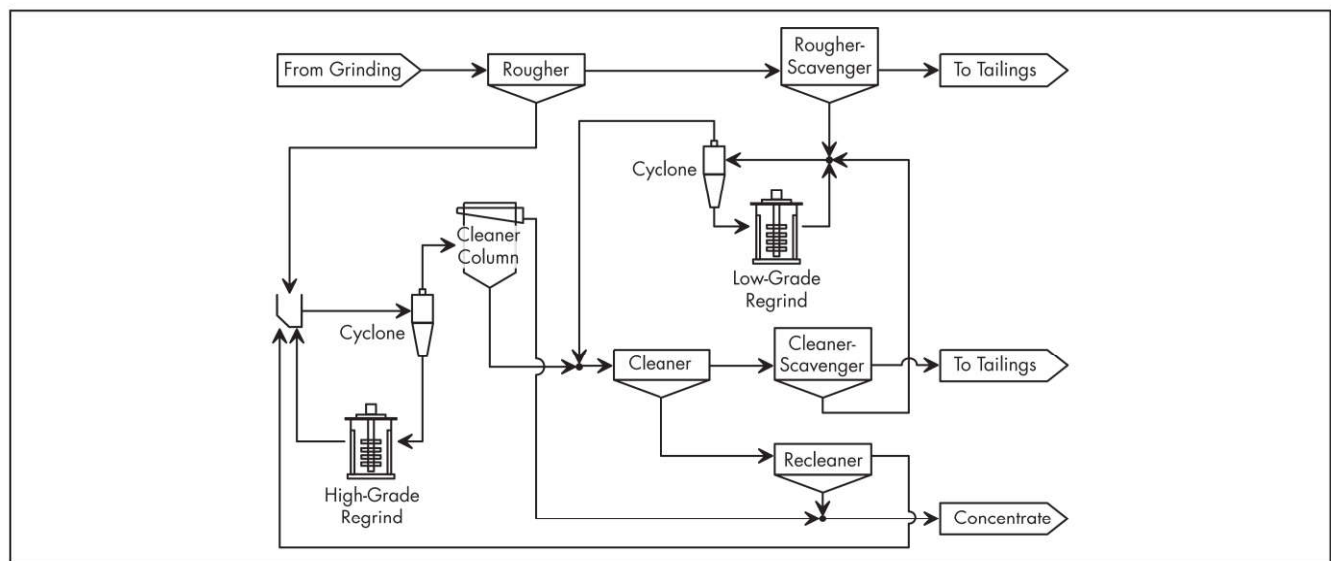 From Grinding
Rougher
Rougher-
Scavenger
To Tailings
Cyclone
Low-Grade
Regrind
Cleaner
Column
Cyclone
High-Grade
Regrind
Cleaner
Cleaner-
Scavenger
To Tailings
Recleaner
Concentrate